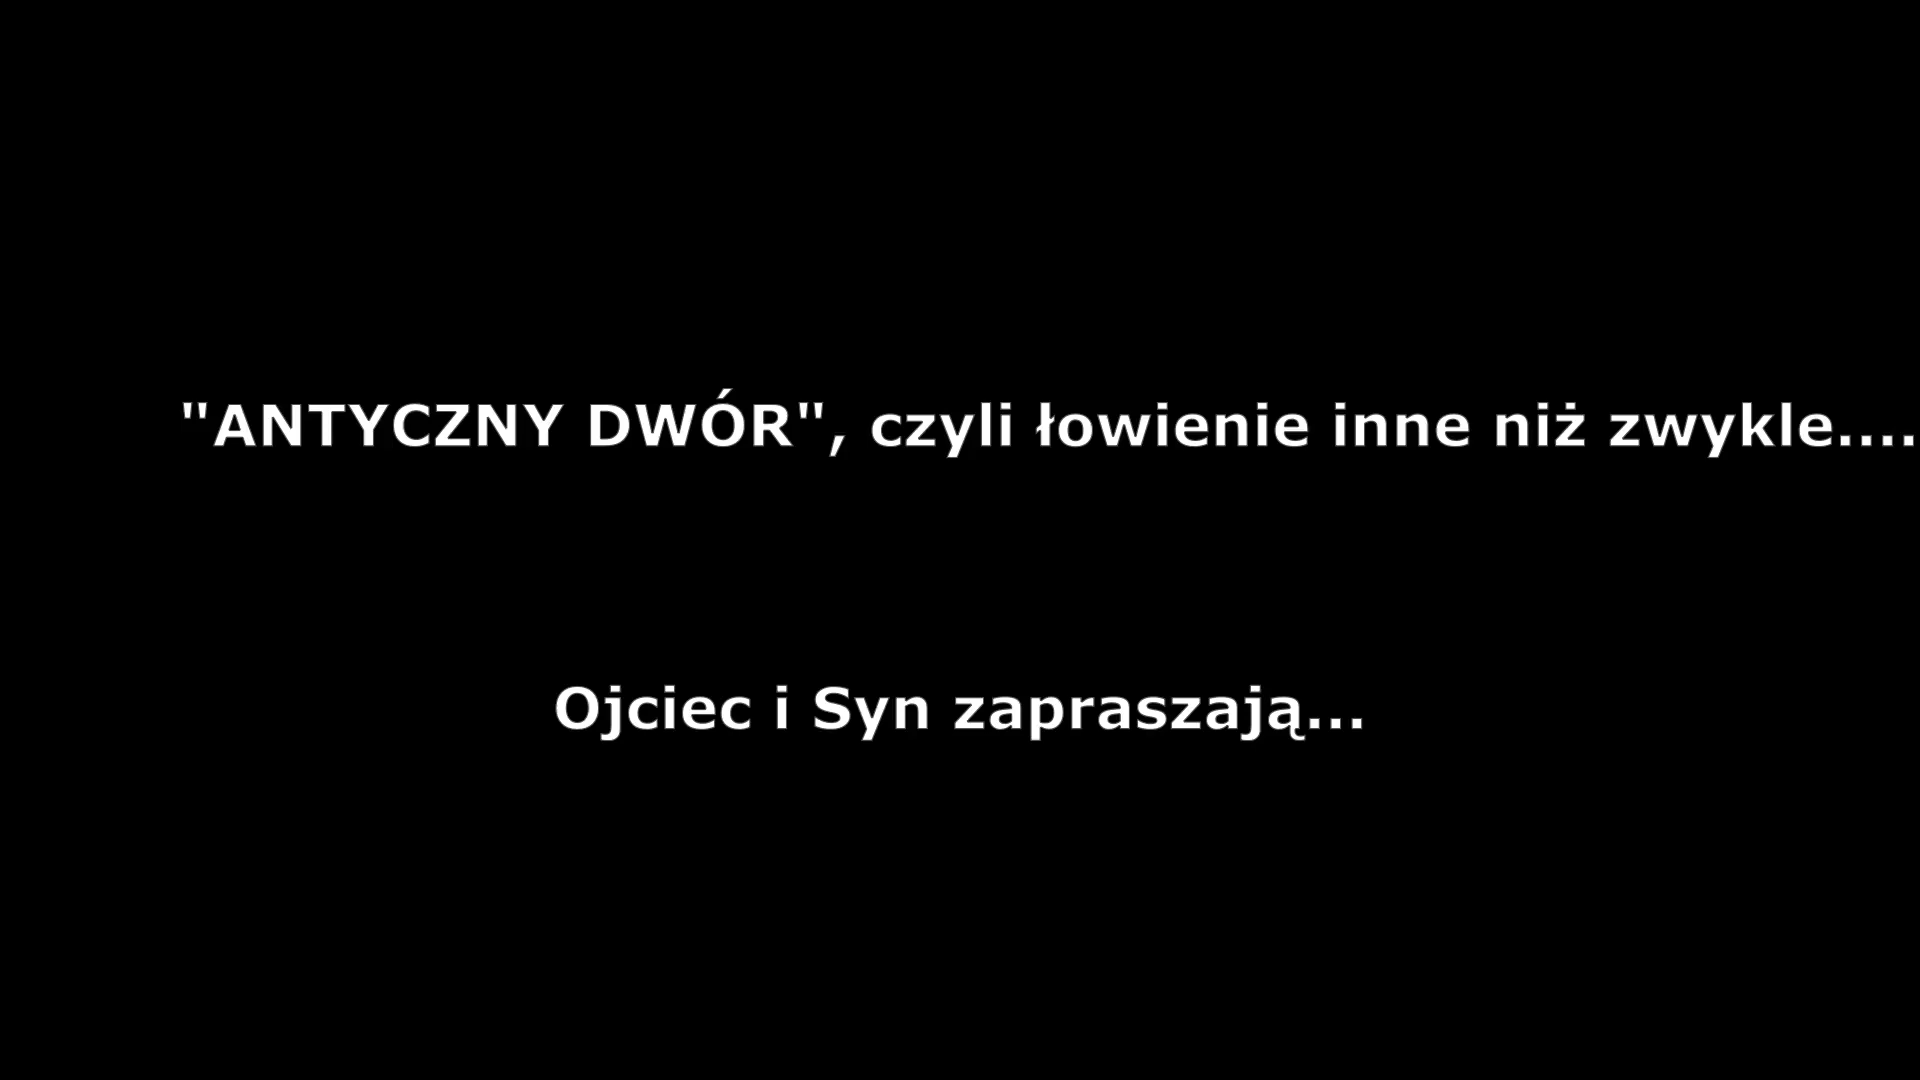 "ANTYCZNY DWÓR", czyli łowienie inne niż zwykle....
Ojciec i Syn zapraszają...